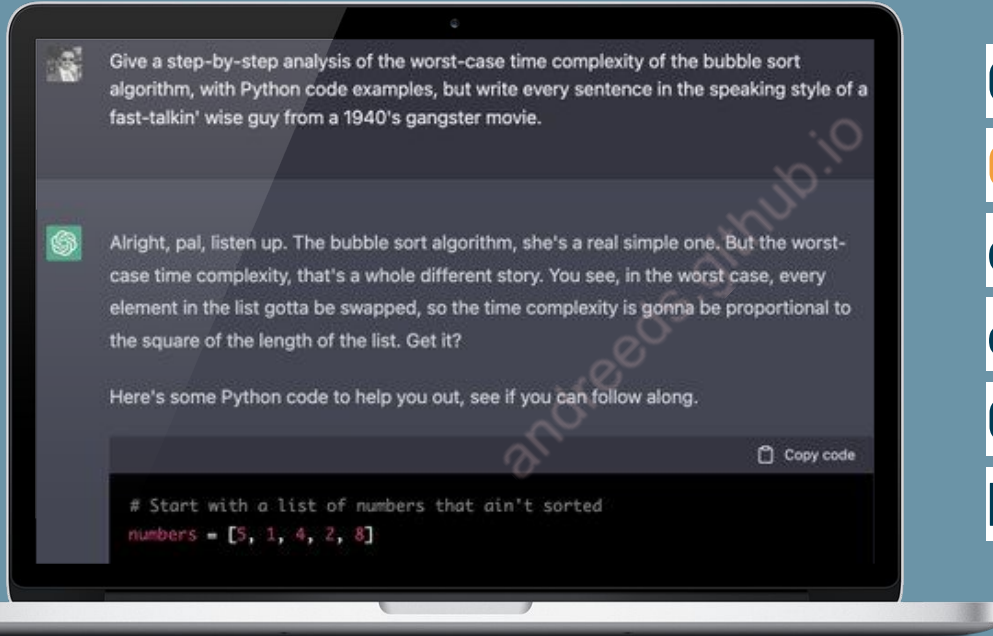 Give a step-by-step analysis of the worst-case time complexity of the bubble sort
algorithm, with Python code examples, but write every sentence in the speaking style of a
fast-talkin' wise guy from a 1940's gangster movie.
Alright, pal, listen up. The bubble sort algorithm, she's a real simple one. But the worst-
case time complexity, that's a whole different story. You see, in the worst case, every
element in the list gotta be swapped, so the time complexity is gonna be proportional to
the square of the length of the list. Get it?
Here's some Python code to help you out, see if you can follow along.
Copy code
# Start with a list of numbers that ain't sorted
numbers = [5, 1, 4, 2, 8]
andreeds.github.io